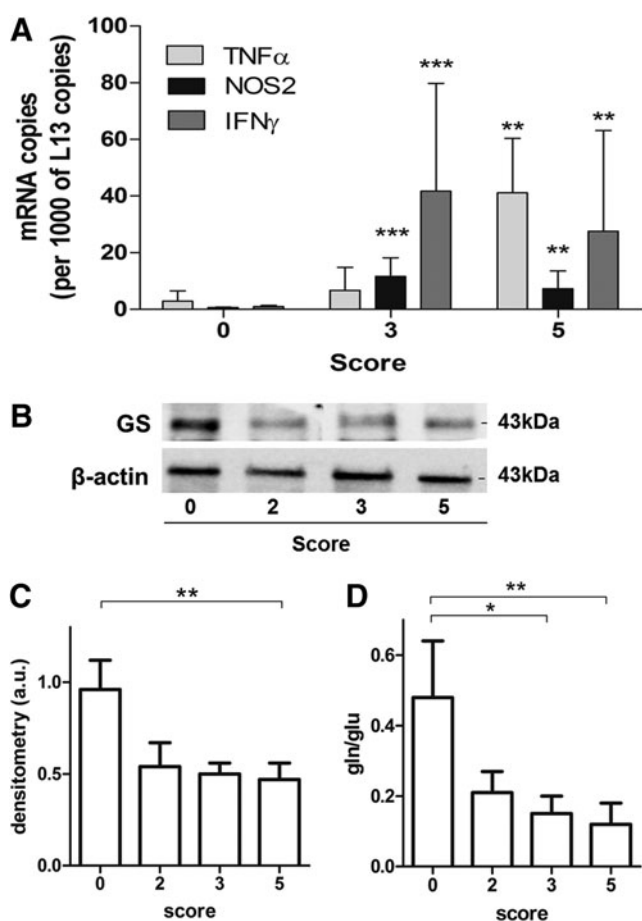 A
mRNA copies
(per 1000 of L13 copies)
100
80
60
40
20
0
TNFα
NOS2
IFNγ
***
***
**
**
**
0 3 5
Score
B
GS
43kDa
β-actin
43kDa
0 2 3 5
Score
C
**
densitometry (a.u.)
1.0
0.5
0.0
0 2 3 5
score
D
**
*
gln/glu
0.6
0.4
0.2
0.0
0 2 3 5
score